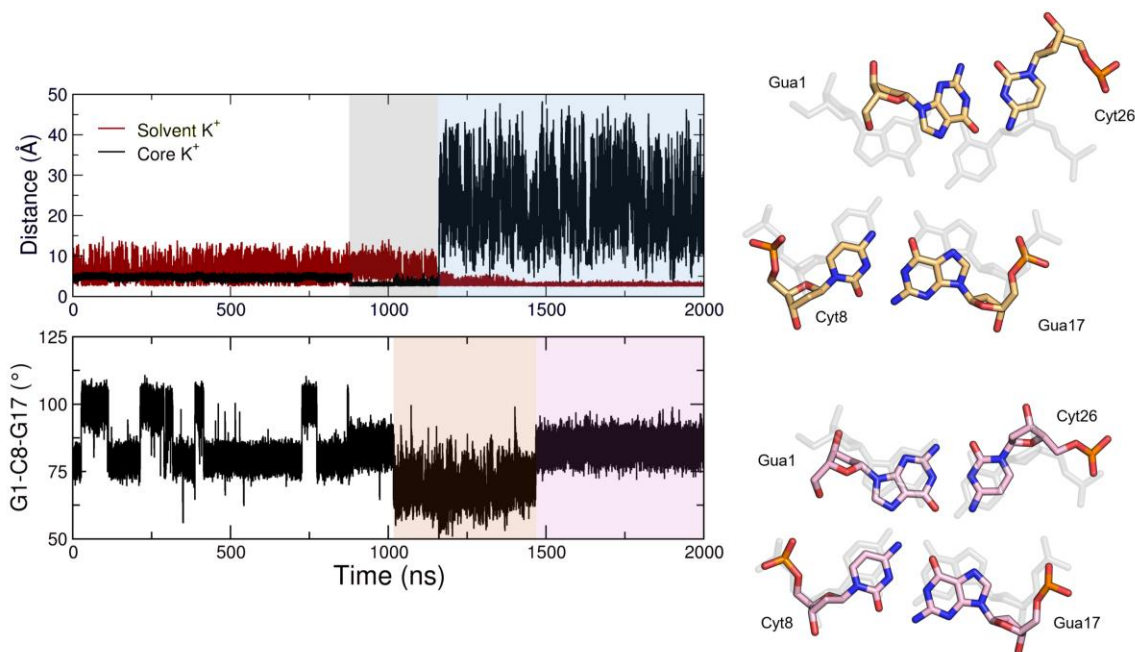 Distance (Å)
50
40
30
20
10
0
Solvent K⁺
Core K⁺
0
500
1000
1500
2000
G1-C8-G17 (°)
125
100
75
50
0
500
1000
1500
2000
Time (ns)
Gua1
Cyt26
Cyt8
Gua17
Gua1
Cyt26
Cyt8
Gua17